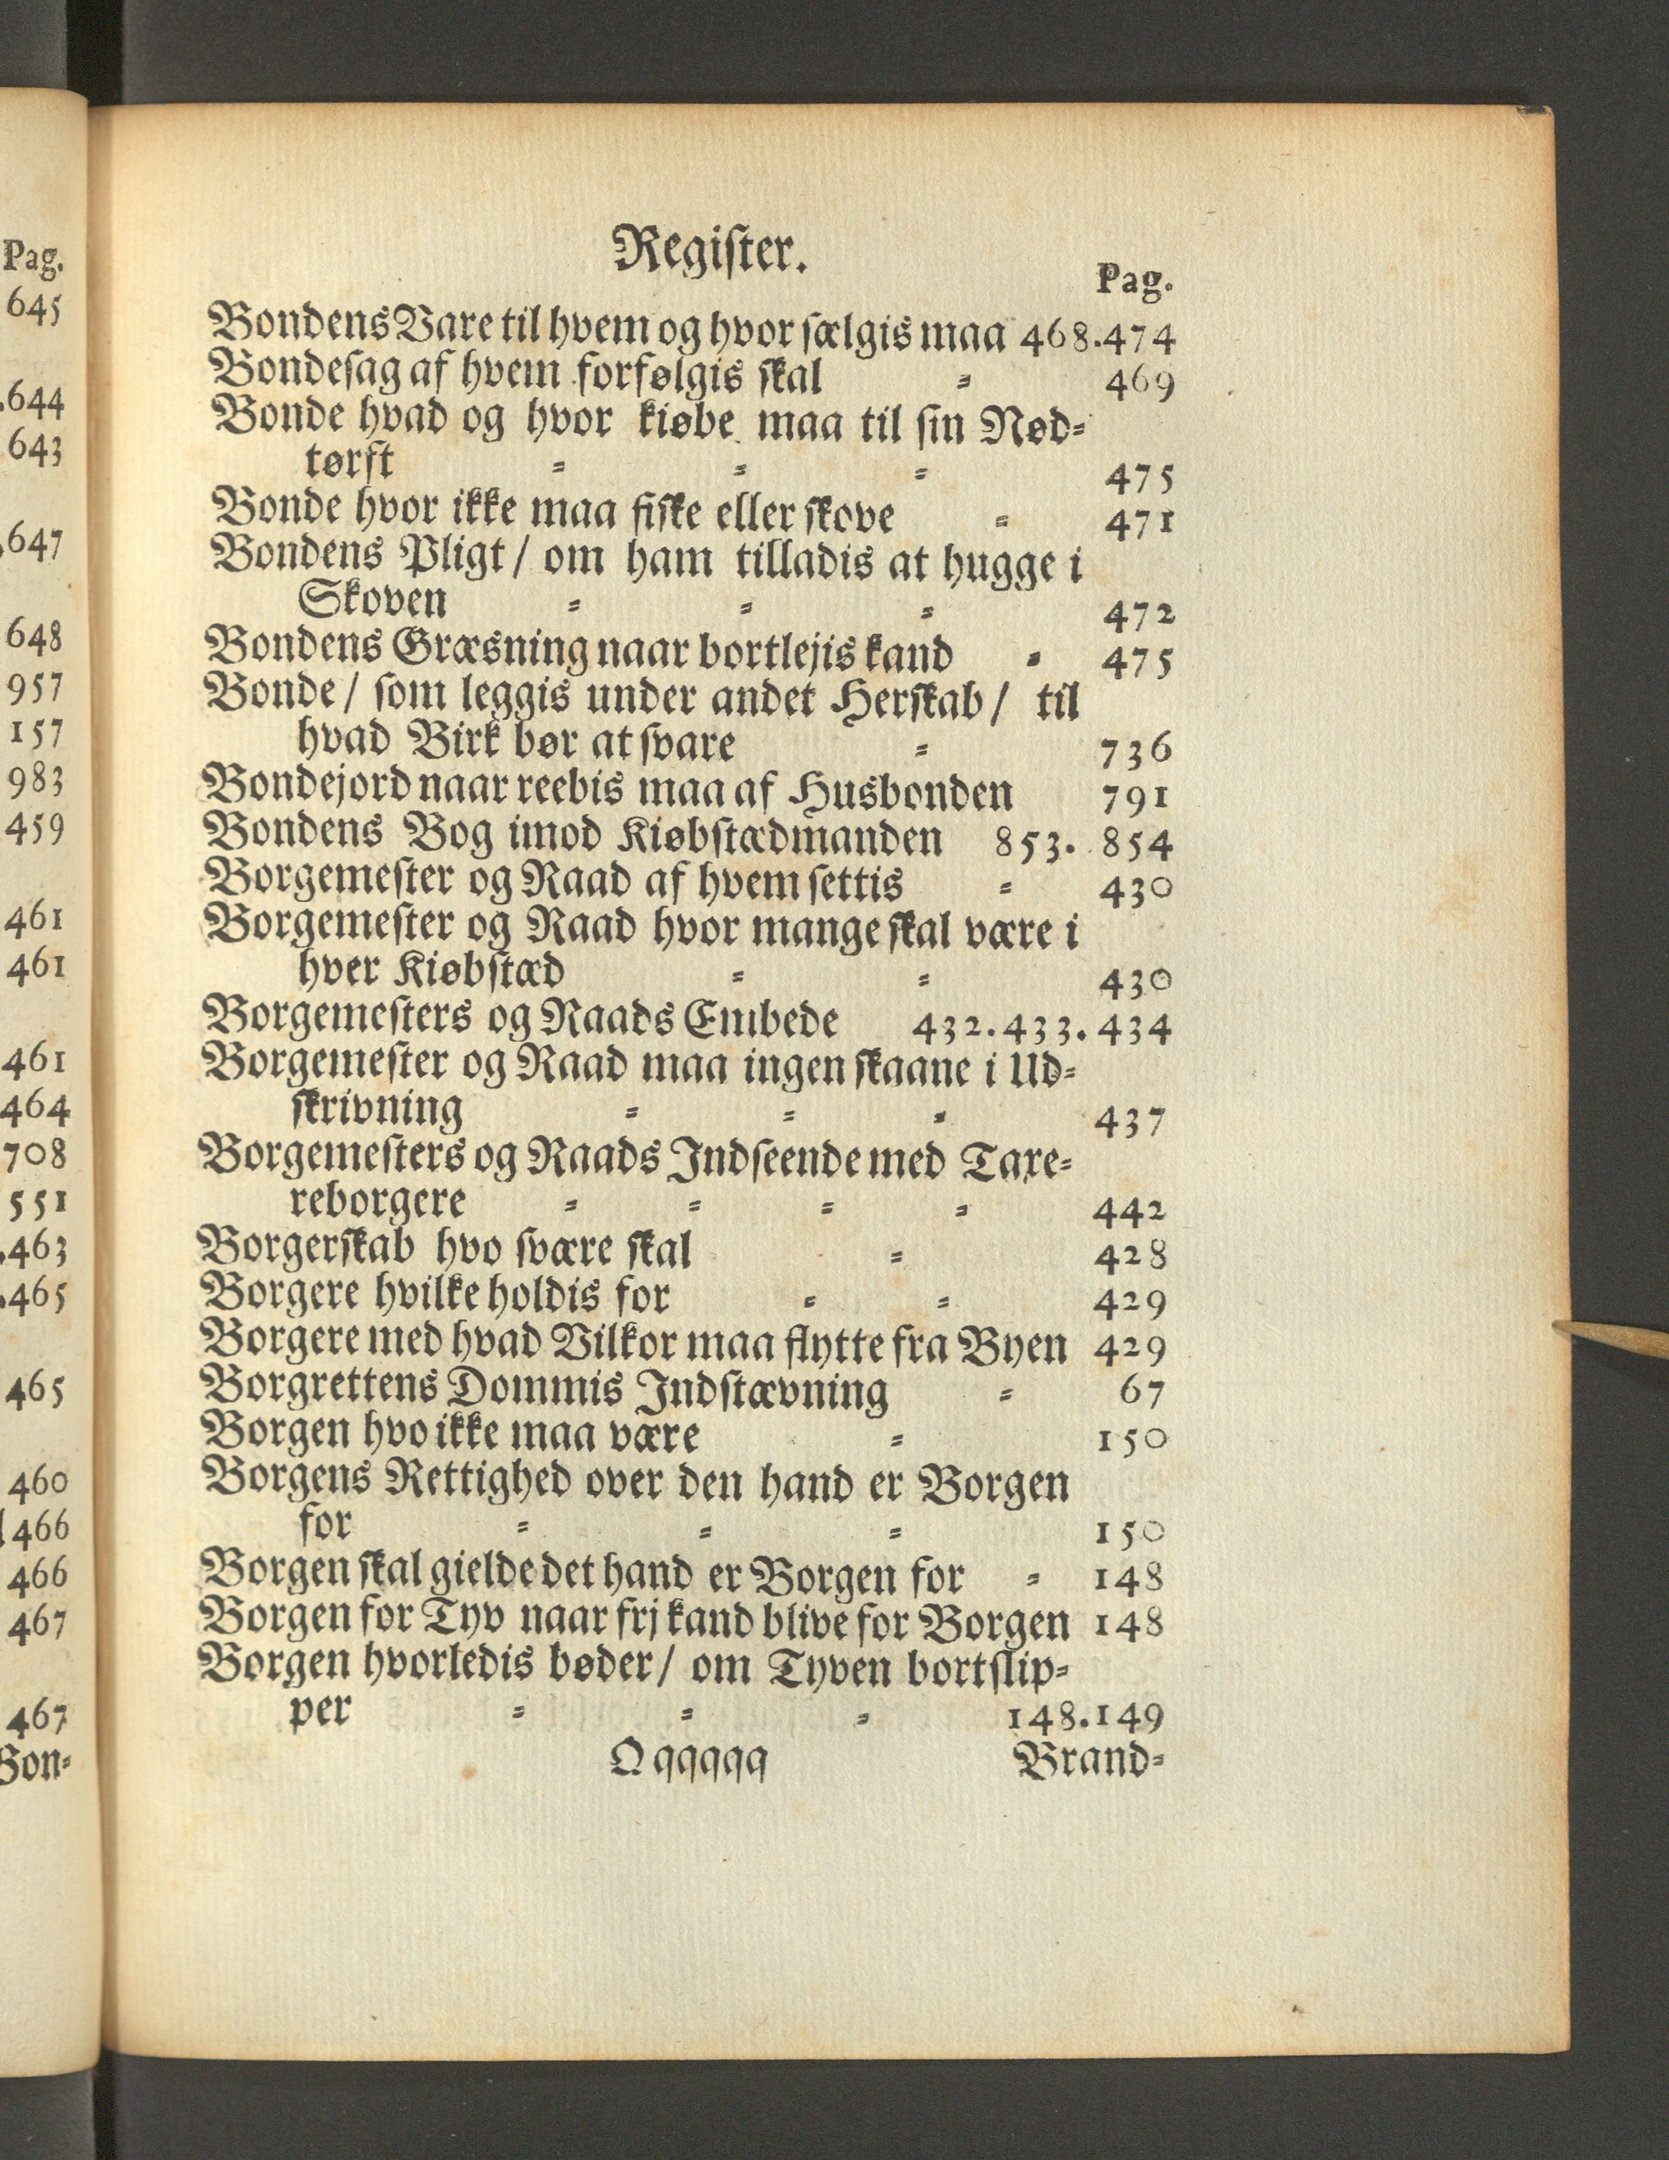 Pag.
645
.644
643
647
648
957
157
983
459
461
461
461
464
708
551
.463
.465
465
460
466
466
467
467
Bon⸗
Regiſter.
Pag.
Bondens Vare til hvem og hvor ſælgis maa 468.474
Bondeſag af hvem forfølgis ſkal ⸗ 469
Bonde hvad og hvor kiøbe maa til ſin Nød⸗
tørft ⸗ ⸗ ⸗ 475
Bonde hvor ikke maa fiſke eller ſkove ⸗ 471
Bondens Pligt / om ham tilladis at hugge i
Skoven ⸗ ⸗ ⸗ 472
Bondens Græsning naar bortlejis kand ⸗ 475
Bonde / ſom leggis under andet Herſkab / til
hvad Birk bør at ſvare ⸗ 736
Bondejord naar reebis maa af Husbonden 791
Bondens Bog imod Kiøbſtædmanden 853. 854
Borgemeſter og Raad af hvem ſettis ⸗ 430
Borgemeſter og Raad hvor mange ſkal være i
hver Kiøbſtæd ⸗ ⸗ 430
Borgemeſters og Raads Embede 432.433.434
Borgemeſter og Raad maa ingen ſkaane i Ud⸗
ſkrivning ⸗ ⸗ ⸗ 437
Borgemeſters og Raads Indſeende med Taxe⸗
reborgere ⸗ ⸗ ⸗ ⸗ 442
Borgerſkab hvo ſvære ſkal ⸗ 428
Borgere hvilke holdis for ⸗ ⸗ 429
Borgere med hvad Vilkor maa flytte fra Byen 429
Borgrettens Dommis Indſtævning ⸗ 67
Borgen hvo ikke maa være ⸗ 150
Borgens Rettighed over den hand er Borgen
for ⸗ ⸗ ⸗ 150
Borgen ſkal gielde det hand er Borgen for ⸗ 148
Borgen for Tyv naar frj kand blive for Borgen 148
Borgen hvorledis bøder / om Tyven bortſlip⸗
per ⸗ ⸗ ⸗ 148.149
Qqqqqq Brand⸗